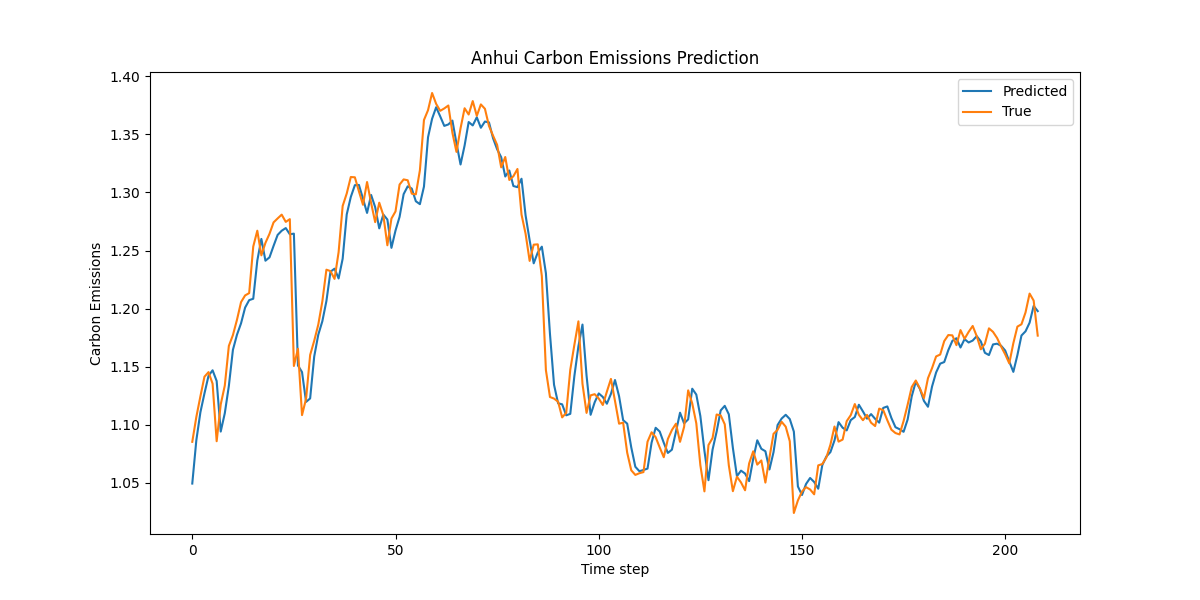 Anhui Carbon Emissions Prediction
Predicted
True
Carbon Emissions
1.40
1.35
1.30
1.25
1.20
1.15
1.10
1.05
0 50 100 150 200
Time step